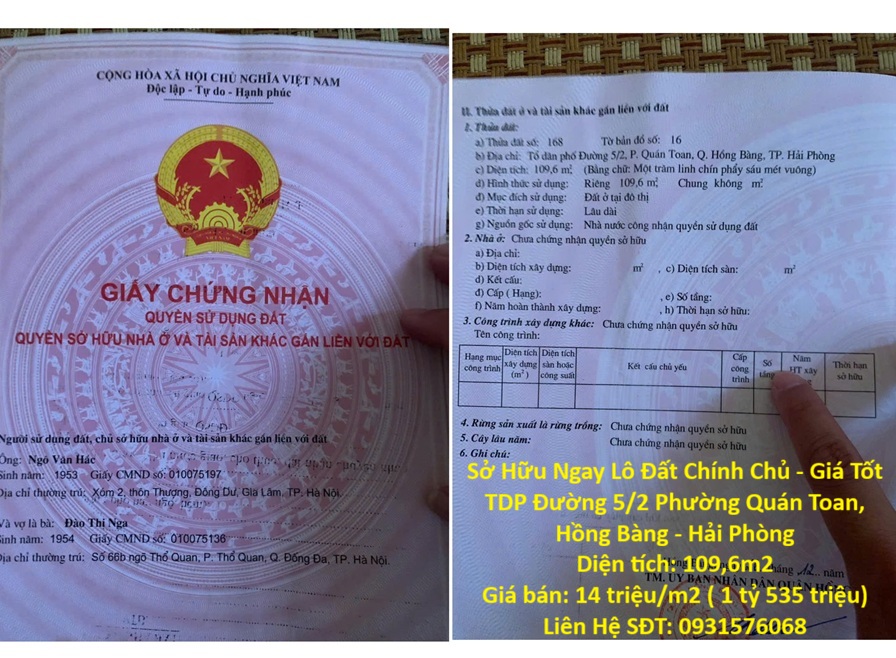 CỘNG HÒA XÃ HỘI CHỦ NGHĨA VIỆT NAM
Độc lập - Tự do - Hạnh phúc
GIẤY CHỨNG NHẬN
QUYỀN SỬ DỤNG ĐẤT
QUYỀN SỞ HỮU NHÀ Ở VÀ TÀI SẢN KHÁC GẮN LIỀN VỚI ĐẤT
Người sử dụng đất, chủ sở hữu nhà ở và tài sản khác gắn liền với đất
Ông: Ngô Văn Hắc
Sinh năm: 1953 Giấy CMND số: 010075197
Địa chỉ thường trú: Xóm 2, thôn Thượng, Đông Dư, Gia Lâm, TP. Hà Nội.
Và vợ là bà: Đào Thị Nga
Sinh năm: 1954 Giấy CMND số: 010075136
Địa chỉ thường trú: Số 66b ngõ Thổ Quan, P. Thổ Quan, Q. Đống Đa, TP. Hà Nội.
II. Thửa đất ở và tài sản khác gắn liền với đất
1. Thửa đất:
a) Thửa đất số: 168 Tờ bản đồ số: 16
b) Địa chỉ: Tổ dân phố Đường 5/2, P. Quán Toan, Q. Hồng Bàng, TP. Hải Phòng
c) Diện tích: 109,6 m², (Bằng chữ: Một trăm linh chín phẩy sáu mét vuông)
d) Hình thức sử dụng: Riêng 109,6 m², Chung không m²
đ) Mục đích sử dụng: Đất ở tại đô thị
e) Thời hạn sử dụng: Lâu dài
g) Nguồn gốc sử dụng: Nhà nước công nhận quyền sử dụng đất
2. Nhà ở: Chưa chứng nhận quyền sở hữu
a) Địa chỉ:
b) Diện tích xây dựng: m² , c) Diện tích sàn: m²
d) Kết cấu:
đ) Cấp ( Hạng): , e) Số tầng:
f) Năm hoàn thành xây dựng: , h) Thời hạn sở hữu:
3. Công trình xây dựng khác: Chưa chứng nhận quyền sở hữu
Tên công trình:
Hạng mục công trình Diện tích xây dựng (m²) Diện tích sàn hoặc công suất Kết cấu chủ yếu Cấp công trình Số tầng Năm HT xây Thời hạn sở hữu
4. Rừng sản xuất là rừng trồng: Chưa chứng nhận quyền sở hữu
5. Cây lâu năm: Chưa chứng nhận quyền sở hữu
6. Ghi chú:
Sở Hữu Ngay Lô Đất Chính Chủ - Giá Tốt
TDP Đường 5/2 Phường Quán Toan,
Hồng Bàng - Hải Phòng
Diện tích: 109,6m2
tháng 12 năm
TM. ỦY BAN NHÂN DÂN QUẬN
Giá bán: 14 triệu/m2 ( 1 tỷ 535 triệu)
Liên Hệ SĐT: 0931576068